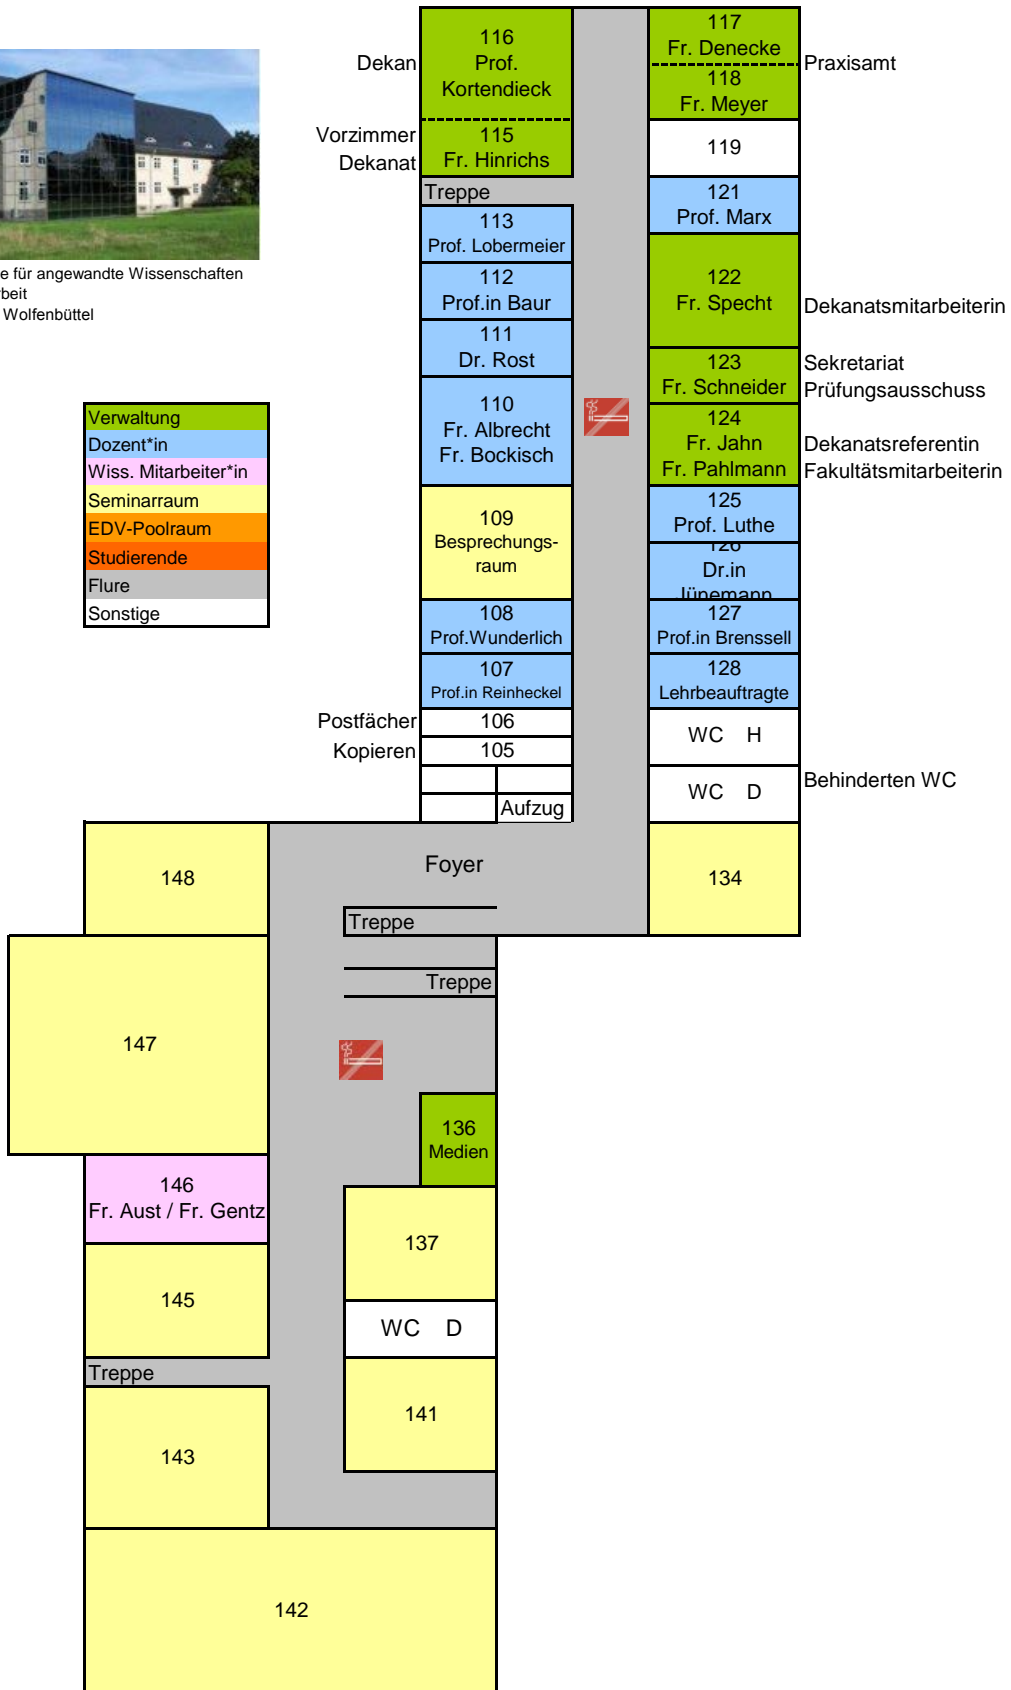 116
Prof.
Kortendieck
Dekan
117
Fr. Denecke
118
Fr. Meyer
Praxisamt
Vorzimmer
Dekanat
115
Fr. Hinrichs
119
Treppe
121
Prof. Marx
113
Prof. Lobermeier
112
Prof.in Baur
111
Dr. Rost
110
Fr. Albrecht
Fr. Bockisch
122
Fr. Specht
Dekanatsmitarbeiterin
123
Fr. Schneider
Sekretariat
Prüfungsausschuss
124
Fr. Jahn
Fr. Pahlmann
Dekanatsreferentin
Fakultätsmitarbeiterin
e für angewandte Wissenschaften
rbeit
Wolfenbüttel
Verwaltung
Dozent*in
Wiss. Mitarbeiter*in
Seminarraum
EDV-Poolraum
Studierende
Flure
Sonstige
109
Besprechungs-
raum
125
Prof. Luthe
126
Dr.in
Jünemann
108
Prof.Wunderlich
127
Prof.in Brenssell
107
Prof.in Reinheckel
128
Lehrbeauftragte
Postfächer
106
Kopieren
105
WC H
WC D
Behinderten WC
Aufzug
148
Foyer
134
Treppe
Treppe
147
136
Medien
146
Fr. Aust / Fr. Gentz
137
145
WC D
Treppe
141
143
142